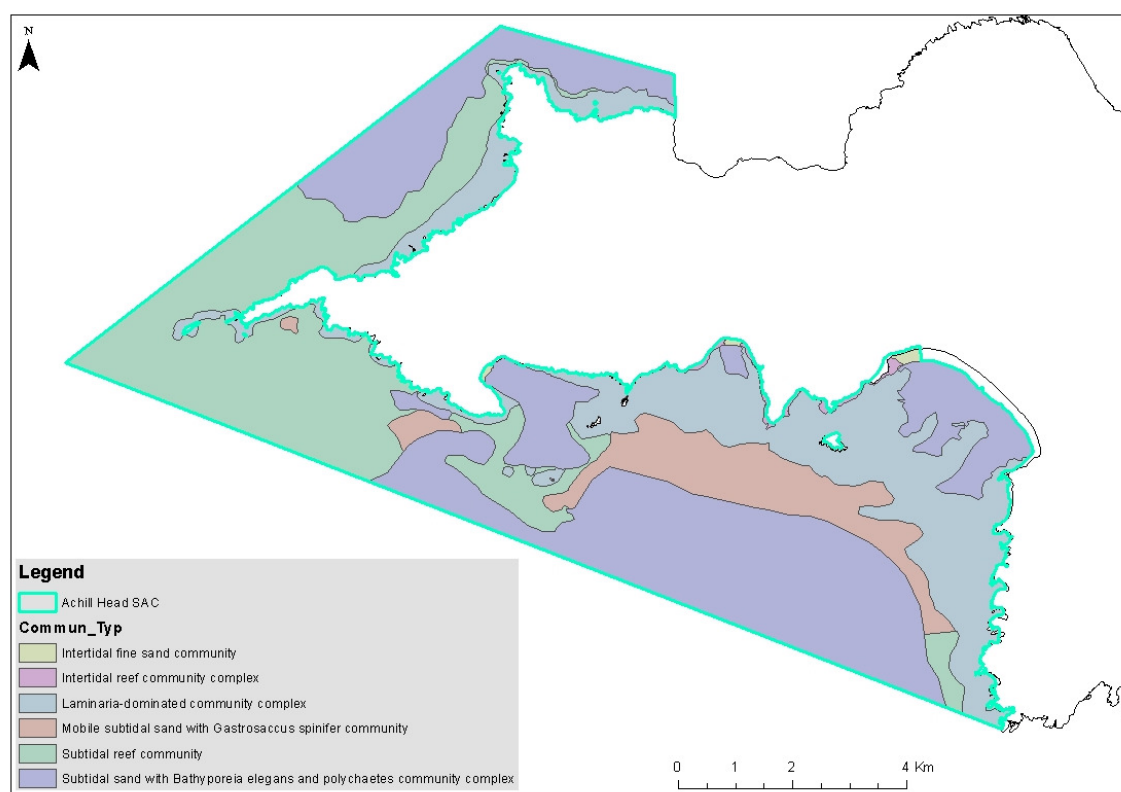 N
Legend
Achill Head SAC
Commun_Typ
Intertidal fine sand community
Intertidal reef community complex
Laminaria-dominated community complex
Mobile subtidal sand with Gastrosaccus spinifer community
Subtidal reef community
Subtidal sand with Bathyporeia elegans and polychaetes community complex
0 1 2 4 Km